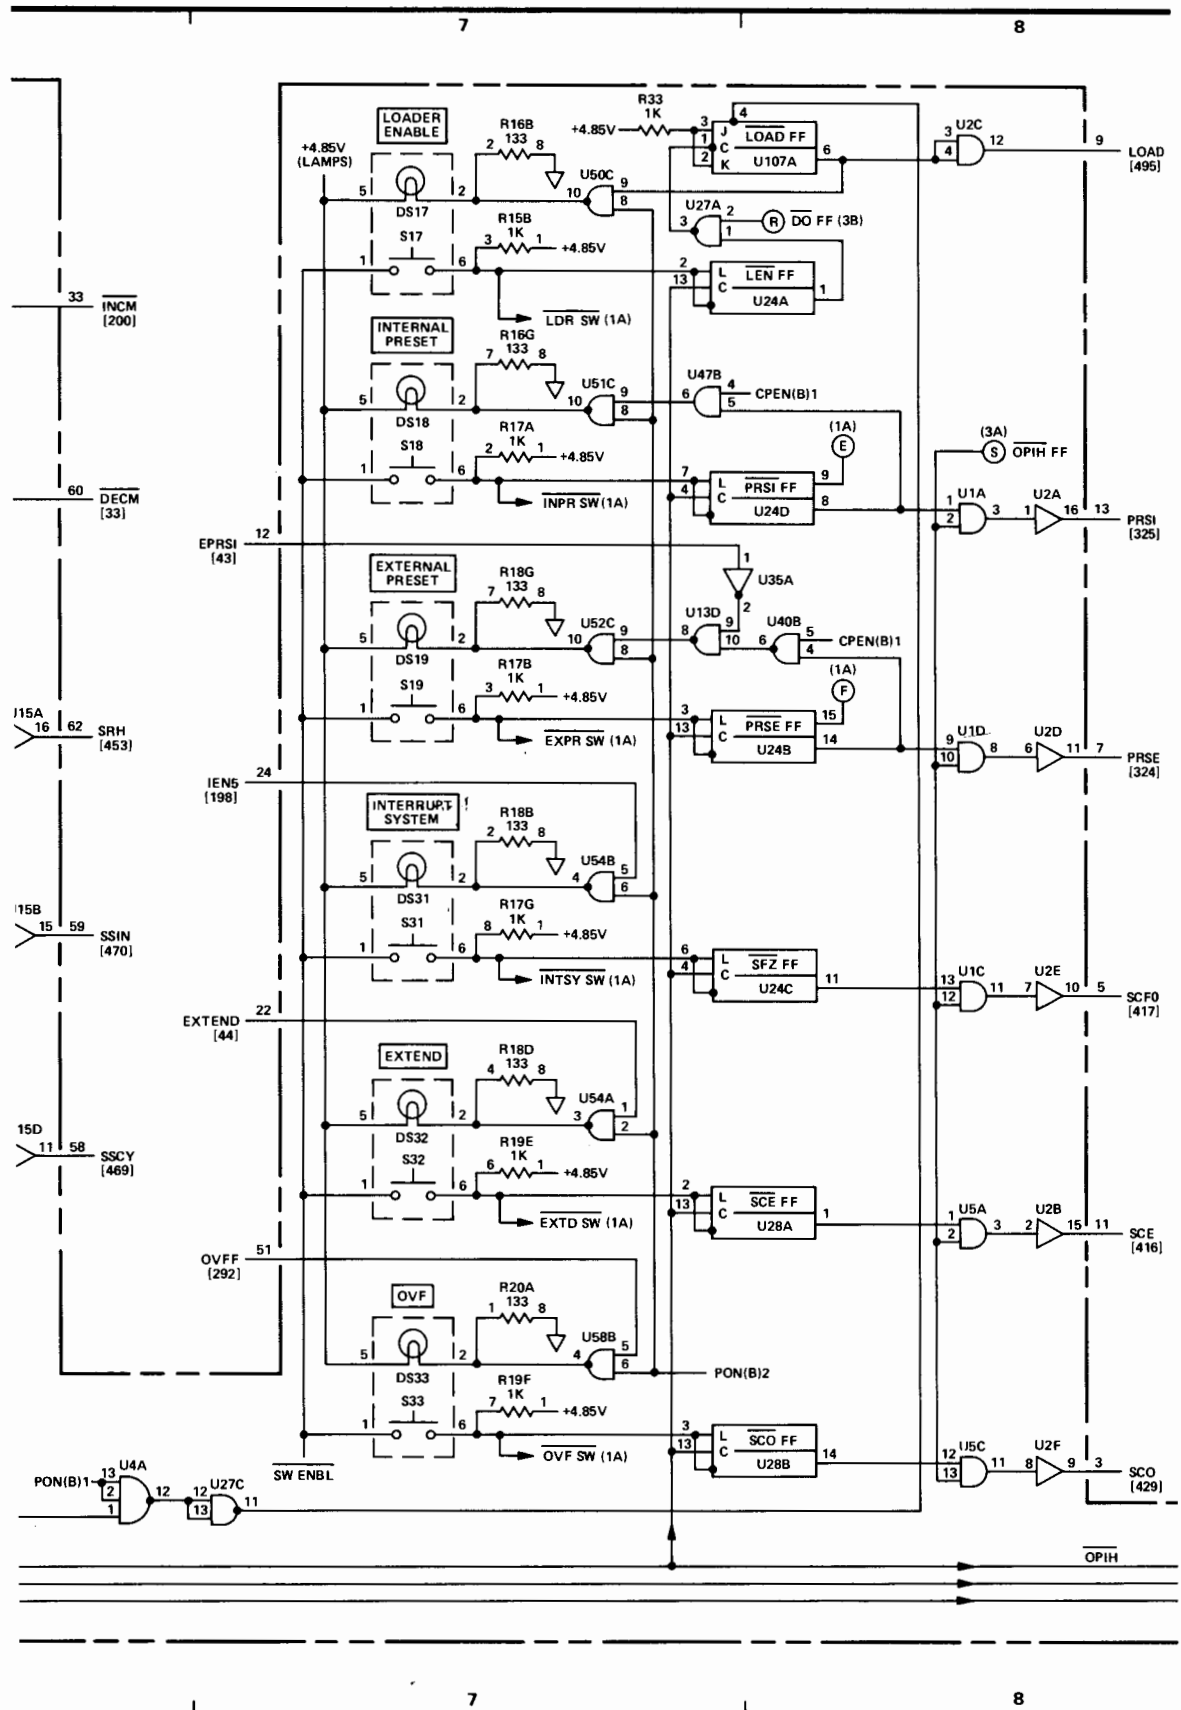 7
8
LOADER
ENABLE
+4.85V
(LAMPS)
R16B
133
2 8
5
DS17
2
S17
1
6
R15B
1K
3 1 +4.85V
LDR SW (1A)
U50C
10
9
8
R33
1K
+4.85V
3 J
1 C
2 K
4
LOAD FF
U107A
6
U27A
3
2
1
R DO FF (3B)
2 L
13 C
LEN FF
U24A
1
U2C
3
4
12
9
LOAD
[495]
33
INCM
[200]
INTERNAL
PRESET
R16G
133
7 8
5
DS18
2
S18
1
6
R17A
1K
2 1 +4.85V
INPR SW (1A)
U51C
10
9
8
U47B
6
4
5
CPEN(B)1
(1A)
E
7 L
4 C
PRSI FF
U24D
9
8
(3A)
S OPIH FF
U1A
1
2
3
U2A
1 16
13
PRSI
[325]
60
DECM
[33]
EPRSI
[43]
12
1
U35A
2
EXTERNAL
PRESET
R18G
133
7 8
5
DS19
2
S19
1
6
R17B
1K
3 1 +4.85V
EXPR SW (1A)
U52C
10
9
8
U13D
8
9
10
U40B
6
5
4
CPEN(B)1
(1A)
F
3 L
13 C
PRSE FF
U24B
15
14
U1D
9
10
8
U2D
6 11
7
PRSE
[324]
U15A
16 62
SRH
[453]
IEN5
[198]
24
INTERRUPT
SYSTEM
R18B
133
2 8
5
DS31
2
S31
1
6
R17G
1K
8 1 +4.85V
INTSY SW (1A)
U54B
4
5
6
6 L
4 C
SFZ FF
U24C
11
U1C
13
12
11
U2E
7 10
5
SCF0
[417]
15B
15 59
SSIN
[470]
EXTEND
[44]
22
EXTEND
R18D
133
4 8
5
DS32
2
S32
1
6
R19E
1K
6 1 +4.85V
EXTD SW (1A)
U54A
3
1
2
2 L
13 C
SCE FF
U28A
1
U5A
1
2
3
U2B
2 15
11
SCE
[416]
15D
11 58
SSCY
[469]
OVFF
[292]
51
OVF
R20A
133
1 8
5
DS33
2
S33
1
6
R19F
1K
7 1 +4.85V
OVF SW (1A)
U58B
4
5
6
PON(B)2
3 L
13 C
SCO FF
U28B
14
U5C
12
13
11
U2F
8 9
3
SCO
[429]
SW ENBL
PON(B)1
U4A
13
2
1
12
U27C
12
13
11
OPIH
7
8